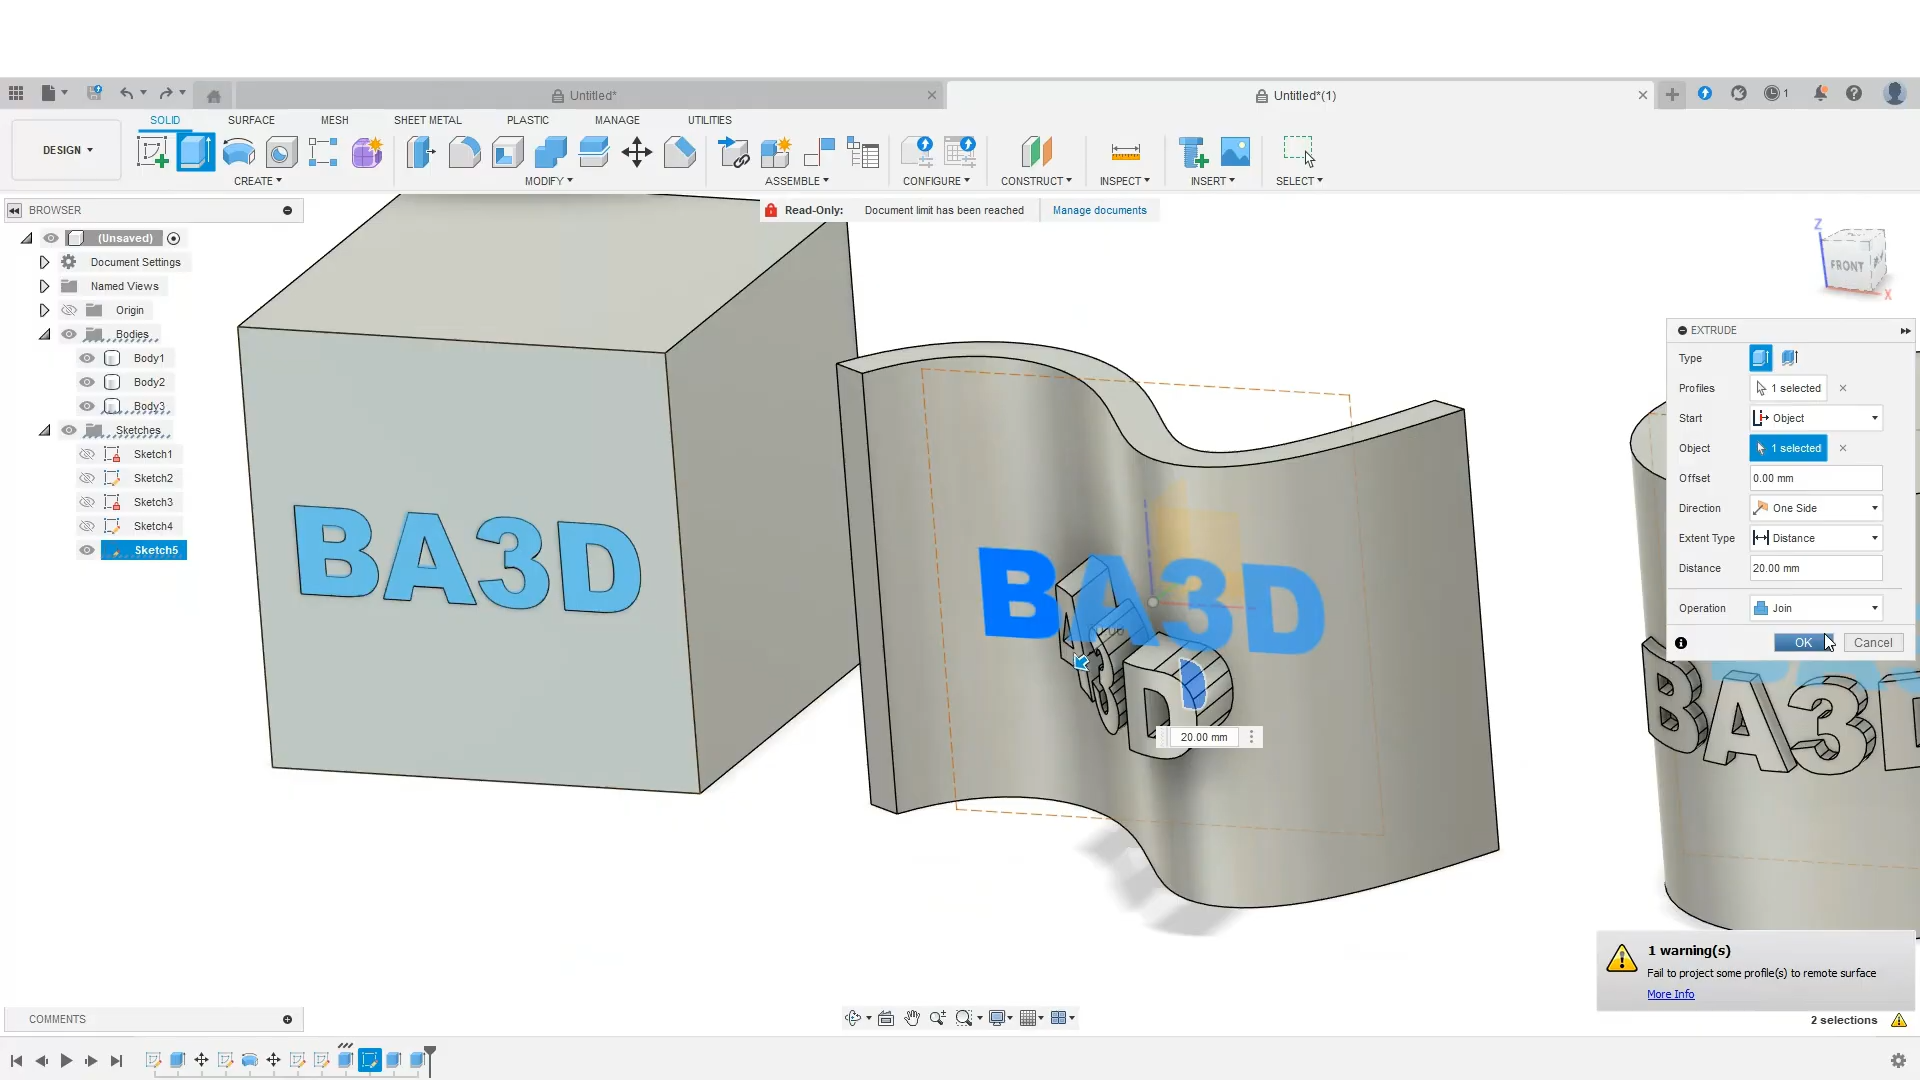 Untitled*
Untitled*(1)
1
SOLID SURFACE MESH SHEET METAL PLASTIC MANAGE UTILITIES
DESIGN
CREATE MODIFY ASSEMBLE CONFIGURE CONSTRUCT INSPECT INSERT SELECT
BROWSER
Read-Only: Document limit has been reached Manage documents
(Unsaved)
Document Settings
Named Views
Origin
Bodies
Body1
Body2
Body3
Sketches
Sketch1
Sketch2
Sketch3
Sketch4
Sketch5
Z
FRONT
X
EXTRUDE
Type
Profiles 1 selected
Start Object
Object 1 selected
Offset 0.00 mm
Direction One Side
Extent Type Distance
Distance 20.00 mm
Operation Join
OK Cancel
BA3D
BA3D
A3D
20.00 mm
BA3D
1 warning(s)
Fail to project some profile(s) to remote surface
More Info
2 selections
COMMENTS